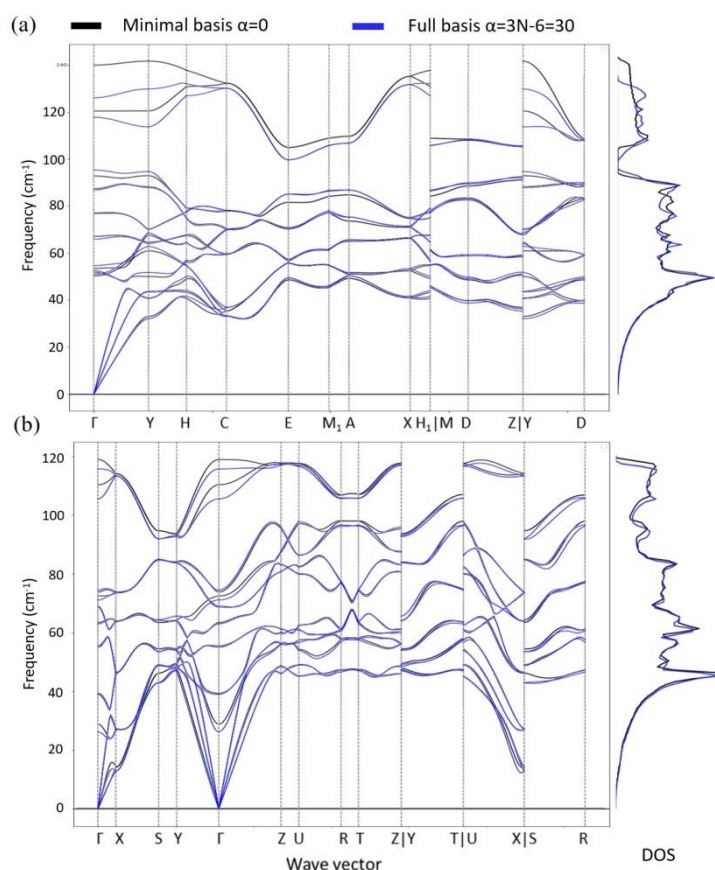 (a) Minimal basis α=0 Full basis α=3N-6=30
140
120
100
80
60
40
20
0
Frequency (cm⁻¹)
Γ Y H C E M₁ A X H₁|M D Z|Y D
(b)
120
100
80
60
40
20
0
Frequency (cm⁻¹)
Γ X S Y Γ Z U R T Z|Y T|U X|S R
Wave vector
DOS